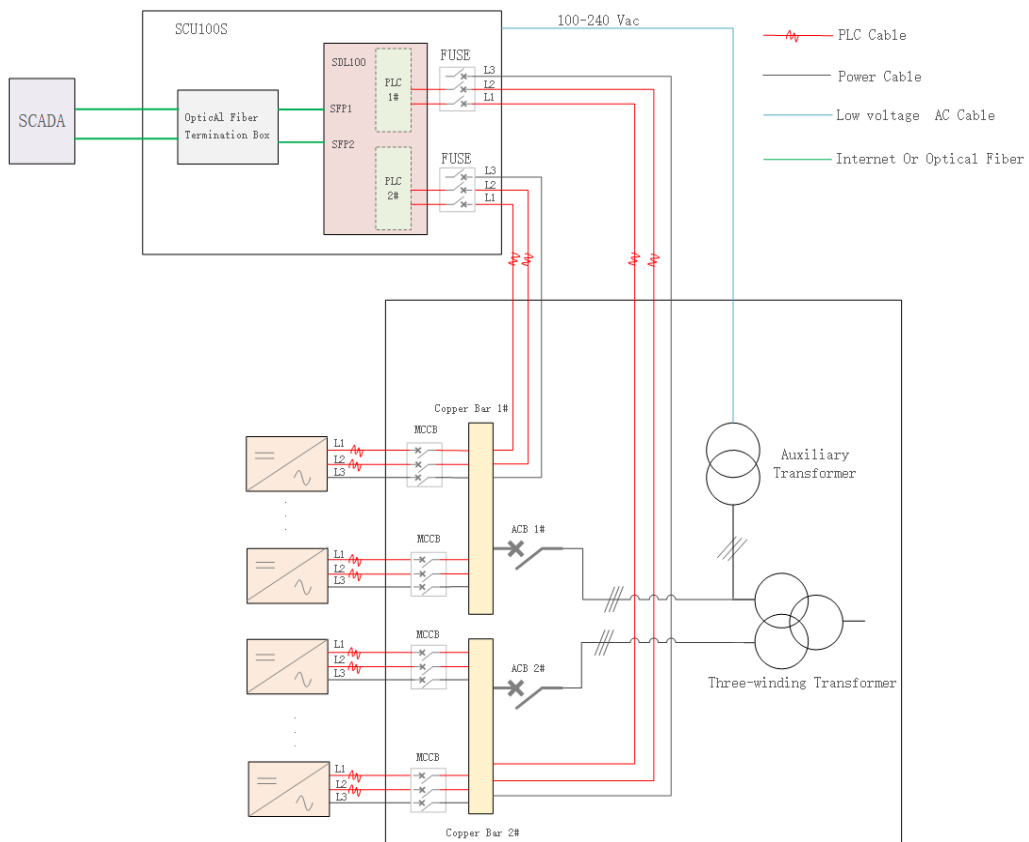 SCU100S
100-240 Vac
PLC Cable
Power Cable
Low voltage AC Cable
Internet Or Optical Fiber
SCADA
OpticAl Fiber
Termination Box
SDL100
SFP1
SFP2
PLC
1#
PLC
2#
FUSE
L3
L2
L1
FUSE
L3
L2
L1
Copper Bar 1#
MCCB
L1
L2
L3
MCCB
L1
L2
L3
ACB 1#
Auxiliary
Transformer
MCCB
L1
L2
L3
ACB 2#
Three-winding Transformer
MCCB
L1
L2
L3
Copper Bar 2#